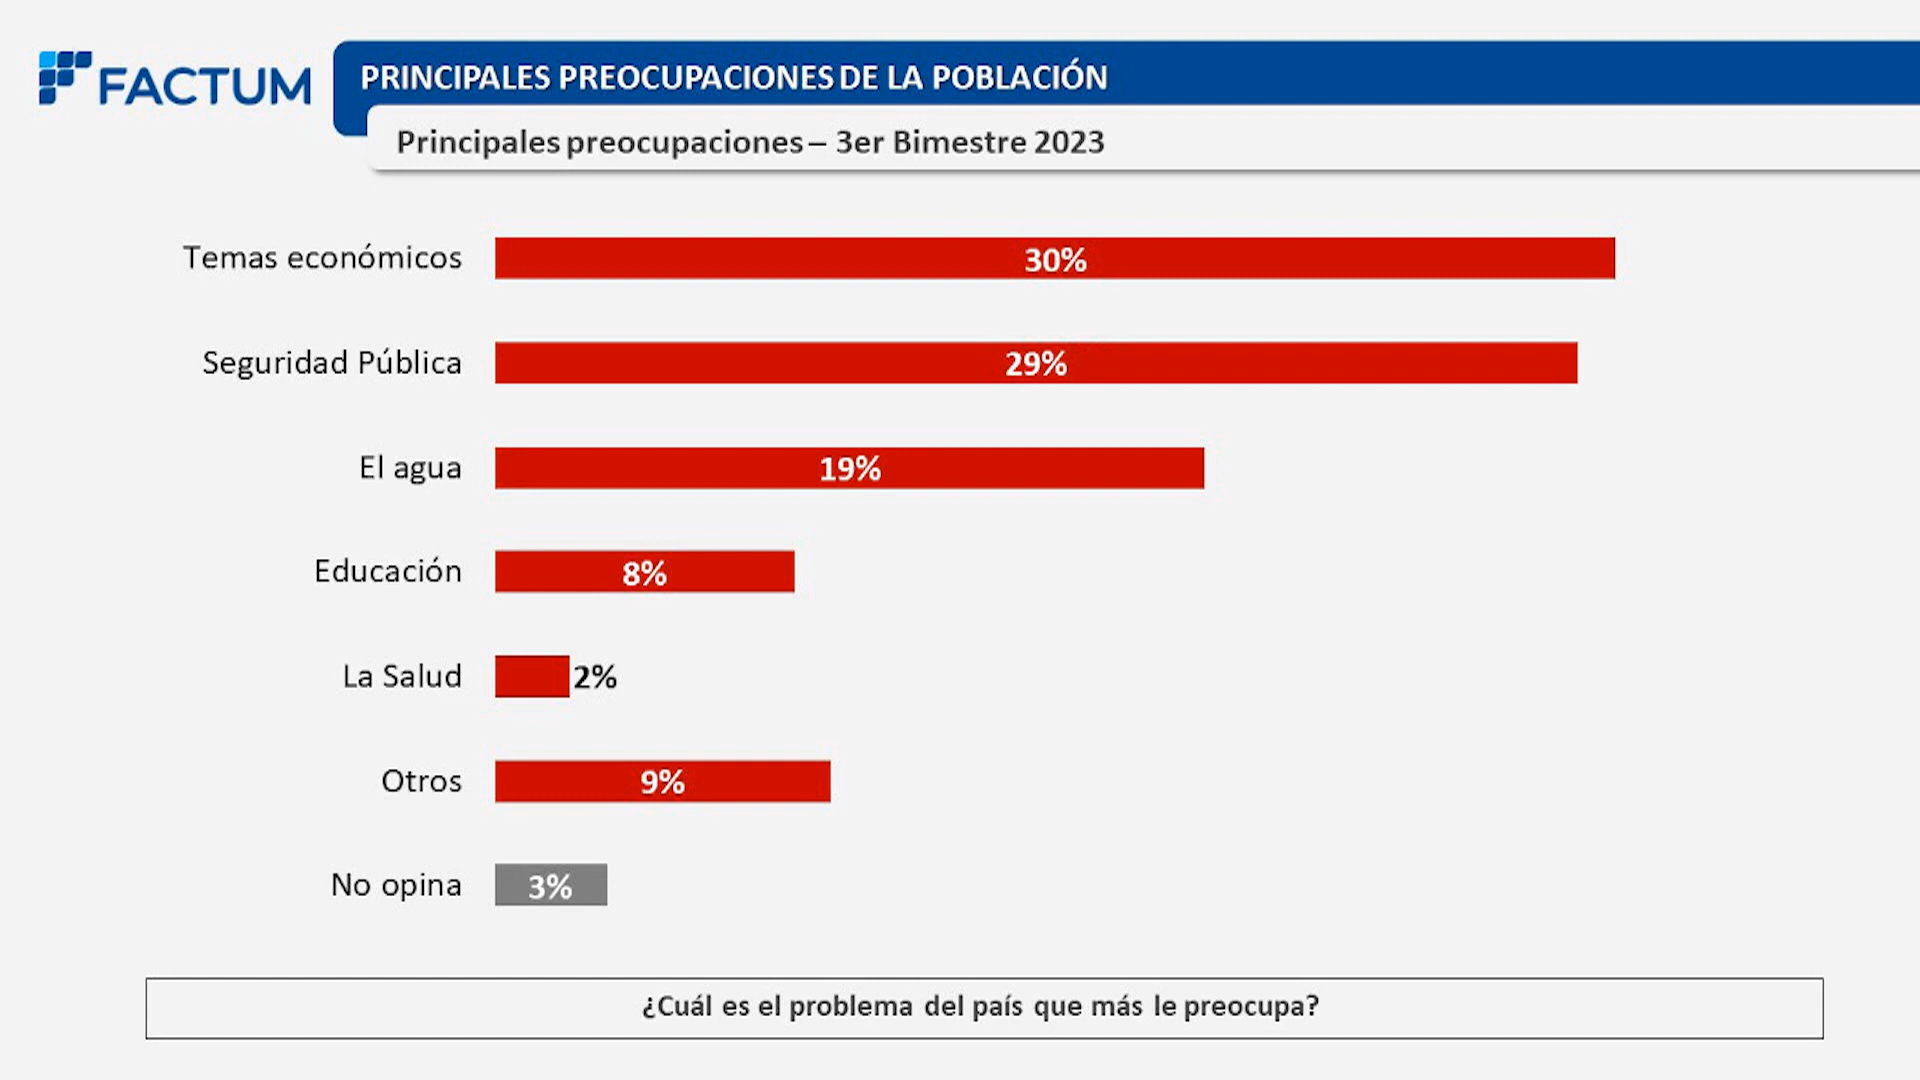 FACTUM
PRINCIPALES PREOCUPACIONES DE LA POBLACIÓN
Principales preocupaciones – 3er Bimestre 2023
Temas económicos 30%
Seguridad Pública 29%
El agua 19%
Educación 8%
La Salud 2%
Otros 9%
No opina 3%
¿Cuál es el problema del país que más le preocupa?